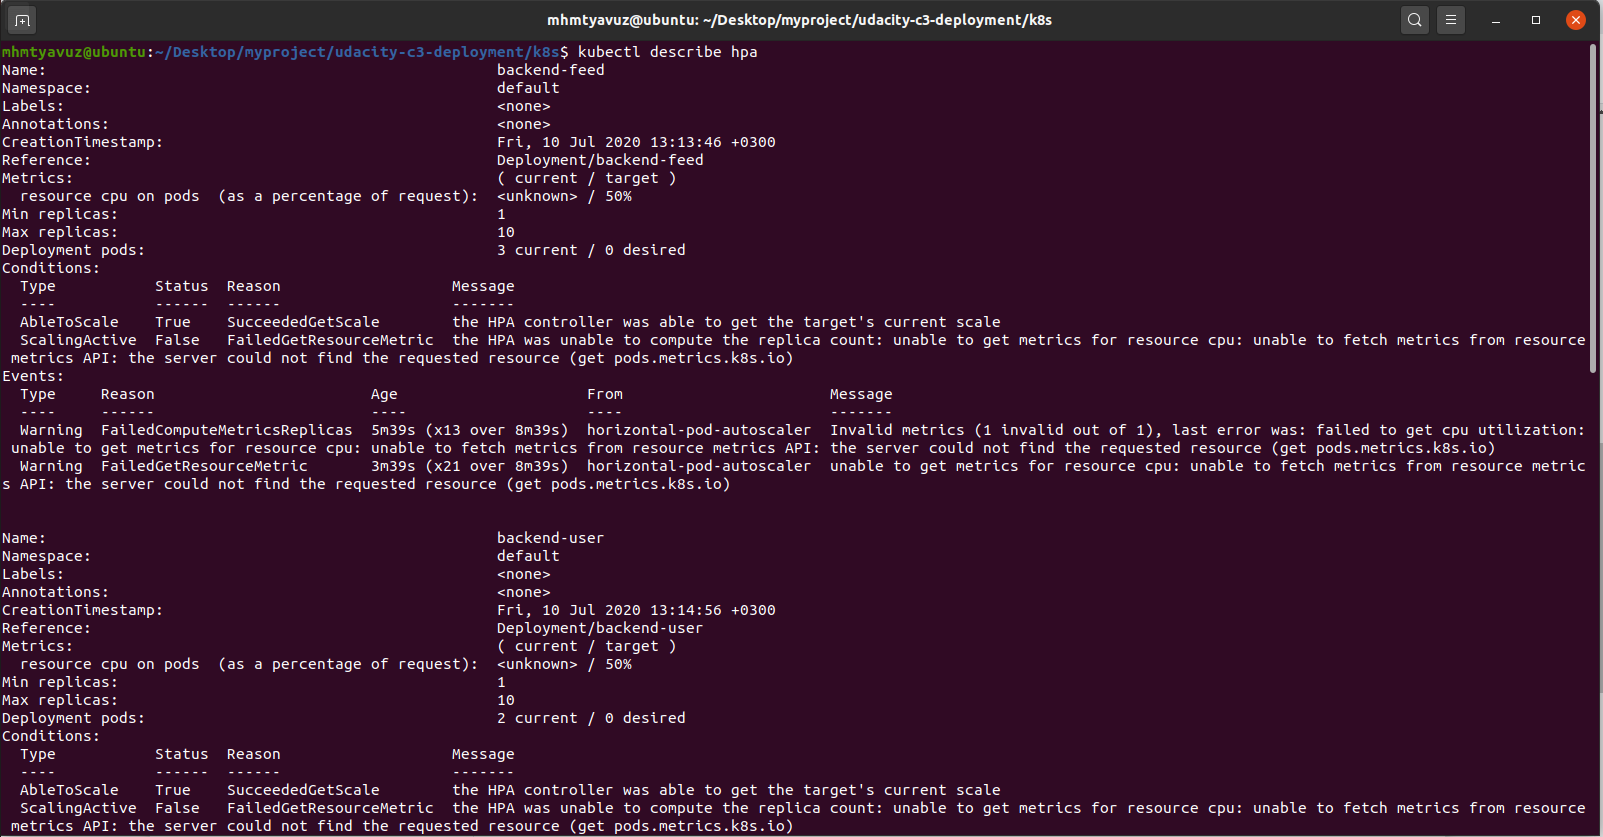 mhmtyavuz@ubuntu: ~/Desktop/myproject/udacity-c3-deployment/k8s
mhmtyavuz@ubuntu:~/Desktop/myproject/udacity-c3-deployment/k8s$ kubectl describe hpa
Name: backend-feed
Namespace: default
Labels: <none>
Annotations: <none>
CreationTimestamp: Fri, 10 Jul 2020 13:13:46 +0300
Reference: Deployment/backend-feed
Metrics: ( current / target )
resource cpu on pods (as a percentage of request): <unknown> / 50%
Min replicas: 1
Max replicas: 10
Deployment pods: 3 current / 0 desired
Conditions:
Type Status Reason Message
---- ------ ------ -------
AbleToScale True SucceededGetScale the HPA controller was able to get the target's current scale
ScalingActive False FailedGetResourceMetric the HPA was unable to compute the replica count: unable to get metrics for resource cpu: unable to fetch metrics from resource
metrics API: the server could not find the requested resource (get pods.metrics.k8s.io)
Events:
Type Reason Age From Message
---- ------ ---- ---- -------
Warning FailedComputeMetricsReplicas 5m39s (x13 over 8m39s) horizontal-pod-autoscaler Invalid metrics (1 invalid out of 1), last error was: failed to get cpu utilization:
unable to get metrics for resource cpu: unable to fetch metrics from resource metrics API: the server could not find the requested resource (get pods.metrics.k8s.io)
Warning FailedGetResourceMetric 3m39s (x21 over 8m39s) horizontal-pod-autoscaler unable to get metrics for resource cpu: unable to fetch metrics from resource metric
s API: the server could not find the requested resource (get pods.metrics.k8s.io)
Name: backend-user
Namespace: default
Labels: <none>
Annotations: <none>
CreationTimestamp: Fri, 10 Jul 2020 13:14:56 +0300
Reference: Deployment/backend-user
Metrics: ( current / target )
resource cpu on pods (as a percentage of request): <unknown> / 50%
Min replicas: 1
Max replicas: 10
Deployment pods: 2 current / 0 desired
Conditions:
Type Status Reason Message
---- ------ ------ -------
AbleToScale True SucceededGetScale the HPA controller was able to get the target's current scale
ScalingActive False FailedGetResourceMetric the HPA was unable to compute the replica count: unable to get metrics for resource cpu: unable to fetch metrics from resource
metrics API: the server could not find the requested resource (get pods.metrics.k8s.io)